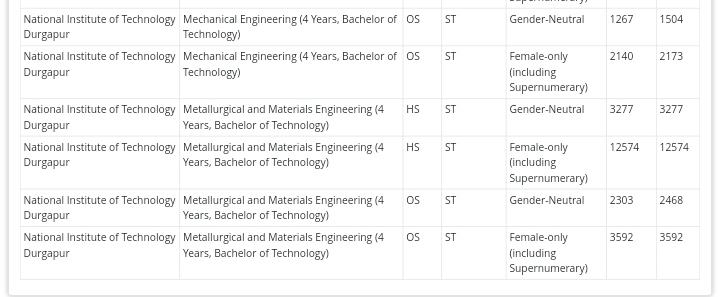 Supernumerary)
National Institute of Technology Durgapur Mechanical Engineering (4 Years, Bachelor of Technology) OS ST Gender-Neutral 1267 1504
National Institute of Technology Durgapur Mechanical Engineering (4 Years, Bachelor of Technology) OS ST Female-only (including Supernumerary) 2140 2173
National Institute of Technology Durgapur Metallurgical and Materials Engineering (4 Years, Bachelor of Technology) HS ST Gender-Neutral 3277 3277
National Institute of Technology Durgapur Metallurgical and Materials Engineering (4 Years, Bachelor of Technology) HS ST Female-only (including Supernumerary) 12574 12574
National Institute of Technology Durgapur Metallurgical and Materials Engineering (4 Years, Bachelor of Technology) OS ST Gender-Neutral 2303 2468
National Institute of Technology Durgapur Metallurgical and Materials Engineering (4 Years, Bachelor of Technology) OS ST Female-only (including Supernumerary) 3592 3592